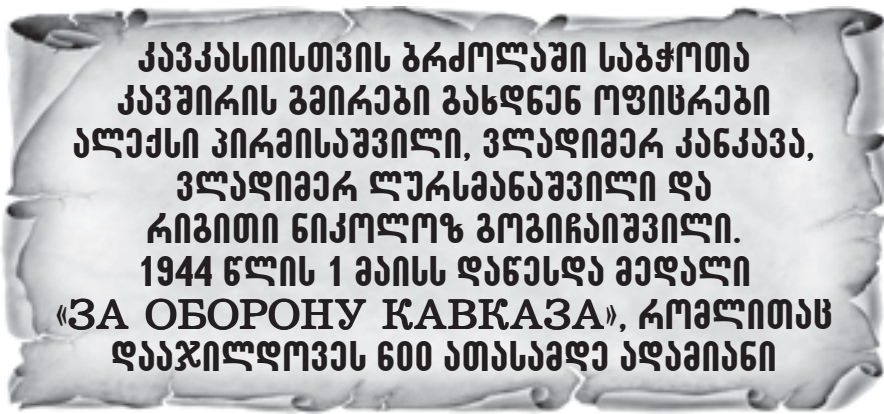 კავკასიისთვის ბრძოლაში საბჭოთა
კავშირის გმირები გახდნენ ოფიცრები
ალექსი პირმისაშვილი, ვლადიმერ კანკავა,
ვლადიმერ ლურსმანაშვილი და
რიგითი ნიკოლოზ გოგიჩაიშვილი.
1944 წლის 1 მაისს დაწესდა მედალი
«ЗА ОБОРОНУ КАВКАЗА», რომლითაც
დააჯილდოვეს 600 ათასამდე ადამიანი